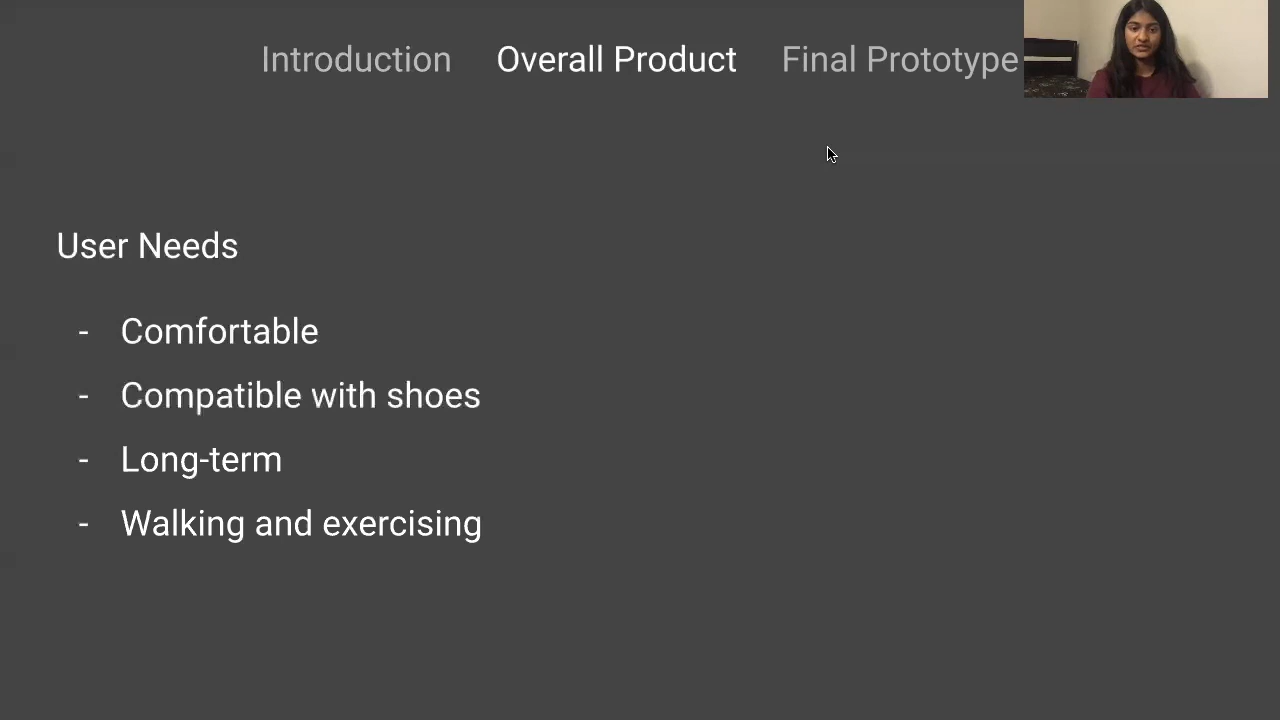 Introduction Overall Product Final Prototype
User Needs
- Comfortable
- Compatible with shoes
- Long-term
- Walking and exercising